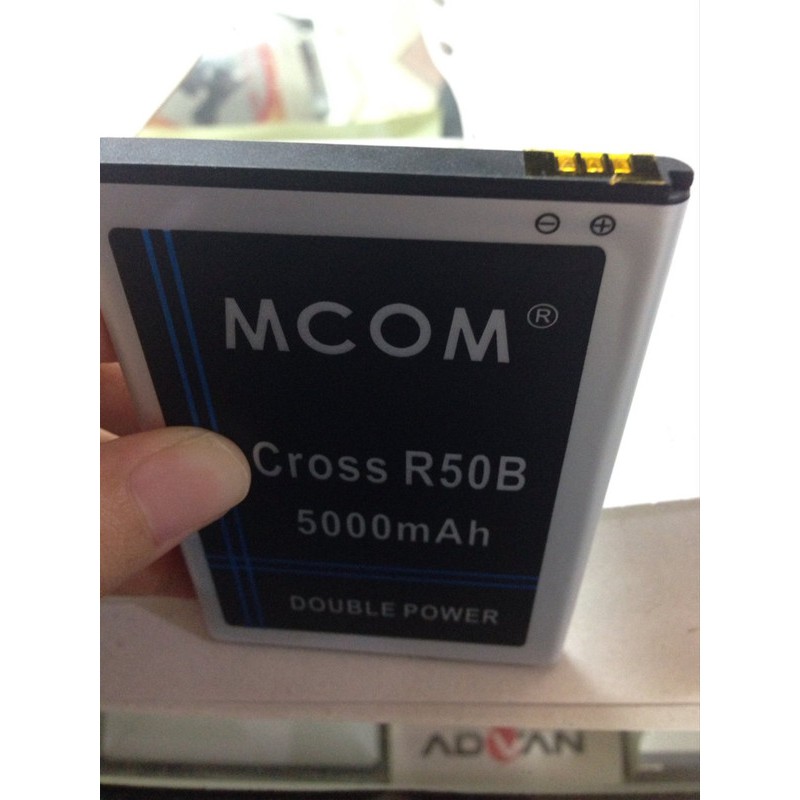 MCOM®
Cross R50B
5000mAh
DOUBLE POWER
ADVAN